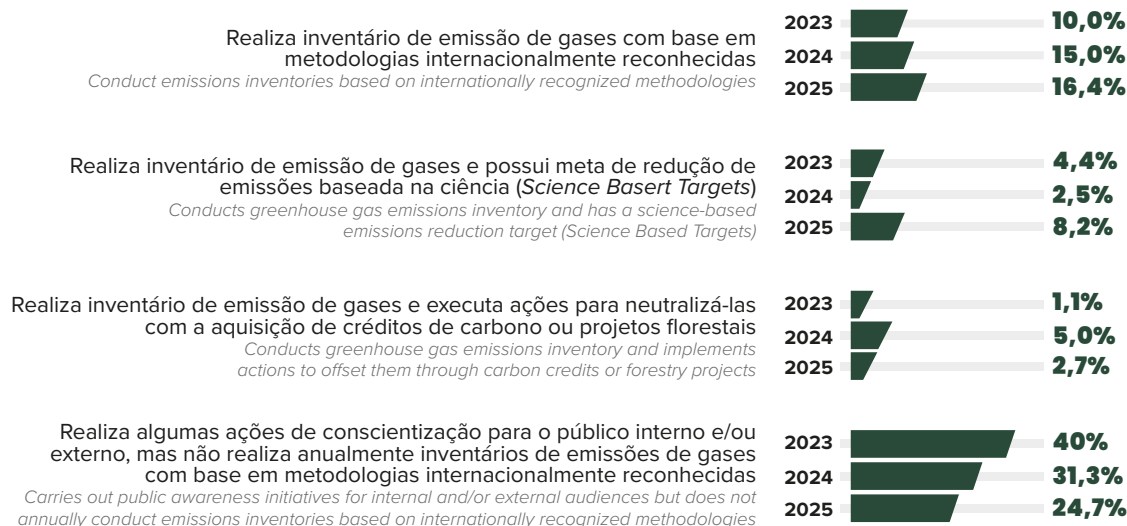 Realiza inventário de emissão de gases com base em
metodologias internacionalmente reconhecidas
Conduct emissions inventories based on internationally recognized methodologies
2023 10,0%
2024 15,0%
2025 16,4%
Realiza inventário de emissão de gases e possui meta de redução de
emissões baseada na ciência (Science Basert Targets)
Conducts greenhouse gas emissions inventory and has a science-based
emissions reduction target (Science Based Targets)
2023 4,4%
2024 2,5%
2025 8,2%
Realiza inventário de emissão de gases e executa ações para neutralizá-las
com a aquisição de créditos de carbono ou projetos florestais
Conducts greenhouse gas emissions inventory and implements
actions to offset them through carbon credits or forestry projects
2023 1,1%
2024 5,0%
2025 2,7%
Realiza algumas ações de conscientização para o público interno e/ou
externo, mas não realiza anualmente inventários de emissões de gases
com base em metodologias internacionalmente reconhecidas
Carries out public awareness initiatives for internal and/or external audiences but does not
annually conduct emissions inventories based on internationally recognized methodologies
2023 40%
2024 31,3%
2025 24,7%